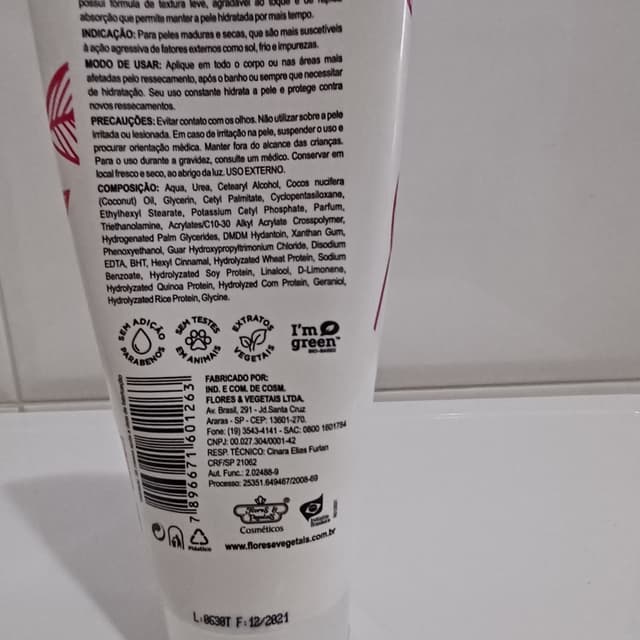 possui fórmula de textura leve, agradável ao toque e de rápida
absorção que permite manter a pele hidratada por mais tempo.
INDICAÇÃO: Para peles maduras e secas, que são mais suscetíveis
à ação agressiva de fatores externos como sol, frio e impurezas.
MODO DE USAR: Aplique em todo o corpo ou nas áreas mais
afetadas pelo ressecamento, após o banho ou sempre que necessitar
de hidratação. Seu uso constante hidrata a pele e protege contra
novos ressecamentos.
PRECAUÇÕES: Evitar contato com os olhos. Não utilizar sobre a pele
irritada ou lesionada. Em caso de irritação na pele, suspender o uso e
procurar orientação médica. Manter fora do alcance das crianças.
Para o uso durante a gravidez, consulte um médico. Conservar em
local fresco e seco, ao abrigo da luz. USO EXTERNO.
COMPOSIÇÃO: Aqua, Urea, Cetearyl Alcohol, Cocos nucifera
(Coconut) Oil, Glycerin, Cetyl Palmitate, Cyclopentasiloxane,
Ethylhexyl Stearate, Potassium Cetyl Phosphate, Parfum,
Triethanolamine, Acrylates/C10-30 Alkyl Acrylate Crosspolymer,
Hydrogenated Palm Glycerides, DMDM Hydantoin, Xanthan Gum,
Phenoxyethanol, Guar Hydroxypropyltrimonium Chloride, Disodium
EDTA, BHT, Hexyl Cinnamal, Hydrolyzated Wheat Protein, Sodium
Benzoate, Hydrolyzated Soy Protein, Linalool, D-Limonene,
Hydrolyzated Quinoa Protein, Hydrolyzed Corn Protein, Geraniol,
Hydrolyzated Rice Protein, Glycine.
SEM ADIÇÃO PARABENOS
SEM TESTES EM ANIMAIS
EXTRATOS VEGETAIS
I'm green™
BIO-BASED
FABRICADO POR:
IND. E COM. DE COSM.
FLORES & VEGETAIS LTDA.
Av. Brasil, 291 - Jd.Santa Cruz
Araras - SP - CEP: 13601-270.
Fone: (19) 3543-4141 - SAC: 0800 1601784
CNPJ: 00.027.304/0001-42
RESP. TÉCNICO: Cinara Elias Furlan
CRF/SP 21062
Aut. Func.: 2.02488-9
Processo: 25351.649467/2008-69
7 896671 601263
Flores & Vegetais
Cosméticos
Indústria Brasileira
Plástico
www.floresevegetais.com.br
L:0630T F:12/2021